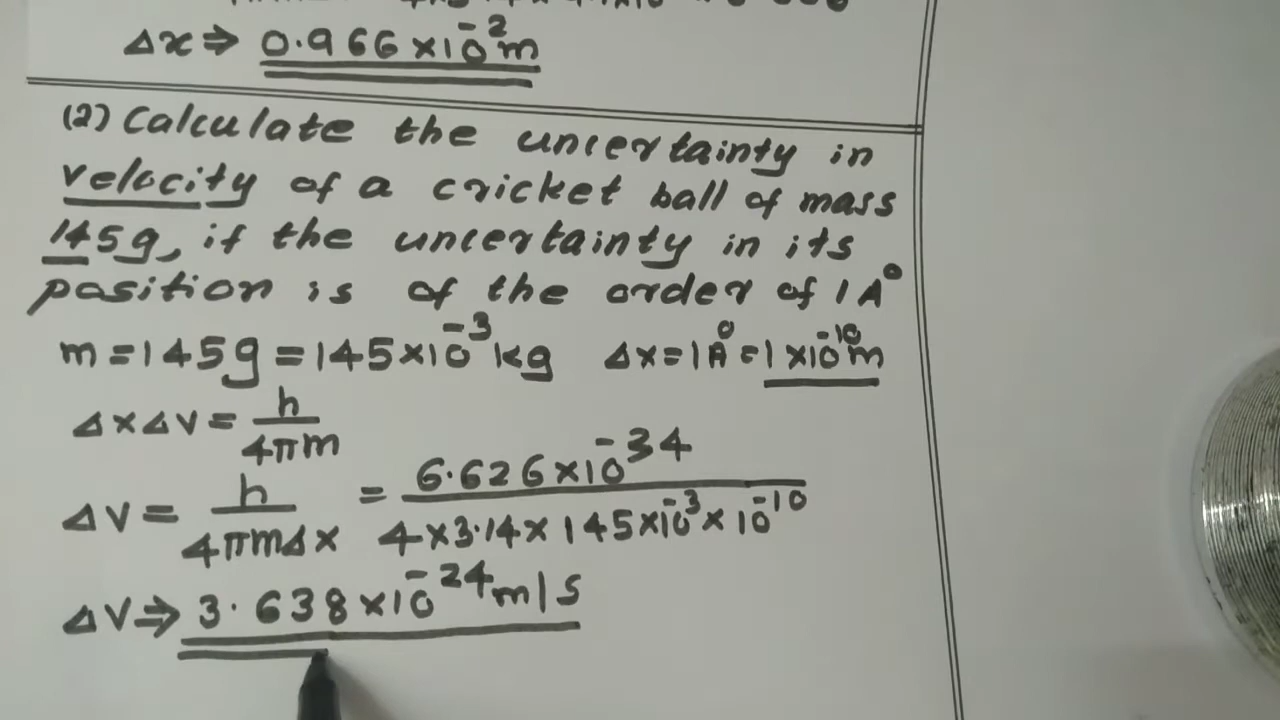 Δx ⇒ 0.966×10⁻²m
(2) Calculate the uncertainty in
velocity of a cricket ball of mass
145g, if the uncertainty in its
position is of the order of 1A°
m=145g=145×10⁻³kg Δx=1A⁰=1×10⁻¹⁰m
ΔxΔv= h/4πm
Δv= h/4πmΔx = 6.626×10⁻³⁴/4×3.14×145×10⁻³×10⁻¹⁰
Δv⇒ 3.638×10⁻²⁴m/s